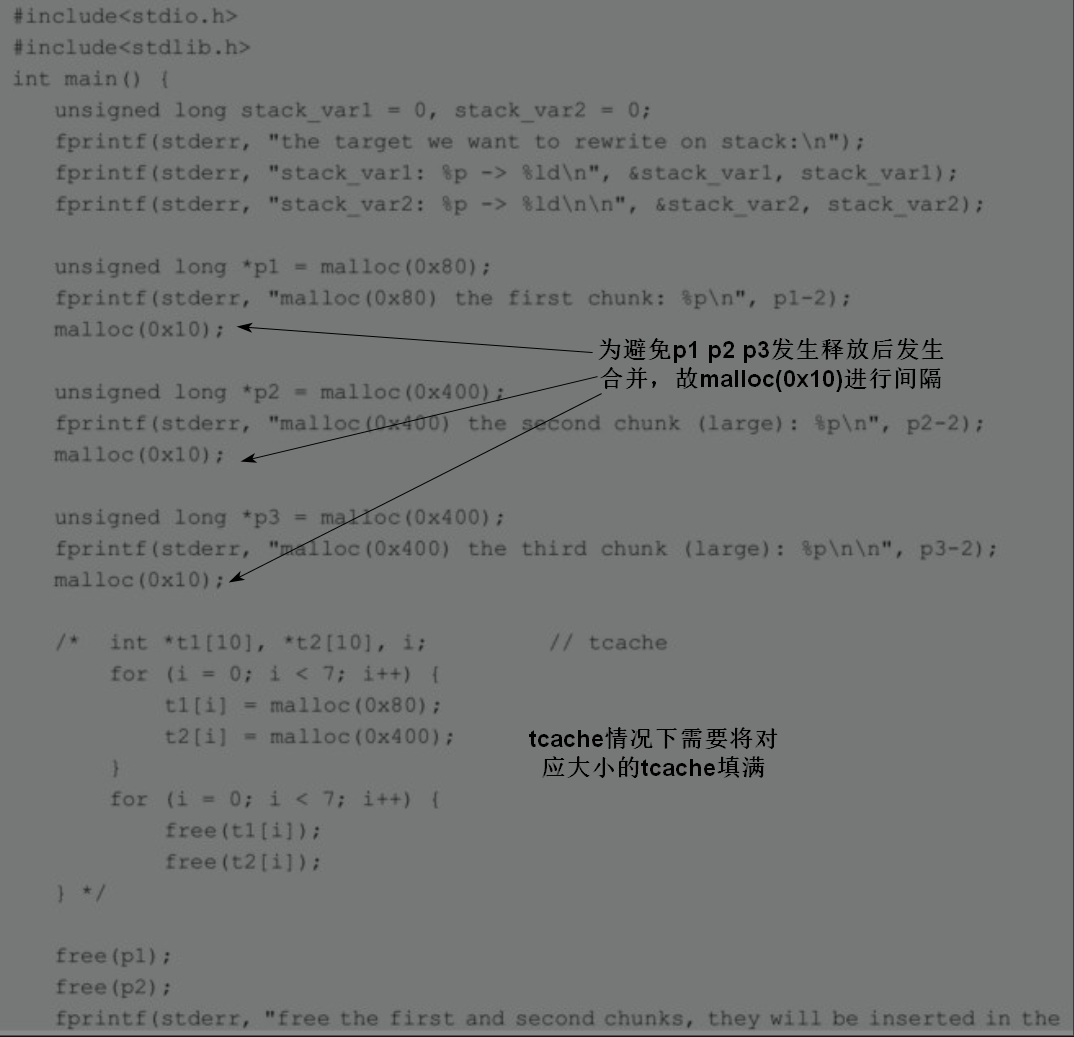 #include<stdio.h>
#include<stdlib.h>
int main() {
unsigned long stack_var1 = 0, stack_var2 = 0;
fprintf(stderr, "the target we want to rewrite on stack:\n");
fprintf(stderr, "stack_var1: %p -> %ld\n", &stack_var1, stack_var1);
fprintf(stderr, "stack_var2: %p -> %ld\n\n", &stack_var2, stack_var2);
unsigned long *p1 = malloc(0x80);
fprintf(stderr, "malloc(0x80) the first chunk: %p\n", p1-2);
malloc(0x10);
为避免p1 p2 p3发生释放后发生
合并，故malloc(0x10)进行间隔
unsigned long *p2 = malloc(0x400);
fprintf(stderr, "malloc(0x400) the second chunk (large): %p\n", p2-2);
malloc(0x10);
unsigned long *p3 = malloc(0x400);
fprintf(stderr, "malloc(0x400) the third chunk (large): %p\n\n", p3-2);
malloc(0x10);
/* int *t1[10], *t2[10], i; // tcache
for (i = 0; i < 7; i++) {
t1[i] = malloc(0x80);
t2[i] = malloc(0x400);
}
tcache情况下需要将对
应大小的tcache填满
for (i = 0; i < 7; i++) {
free(t1[i]);
free(t2[i]);
} */
free(p1);
free(p2);
fprintf(stderr, "free the first and second chunks, they will be inserted in the